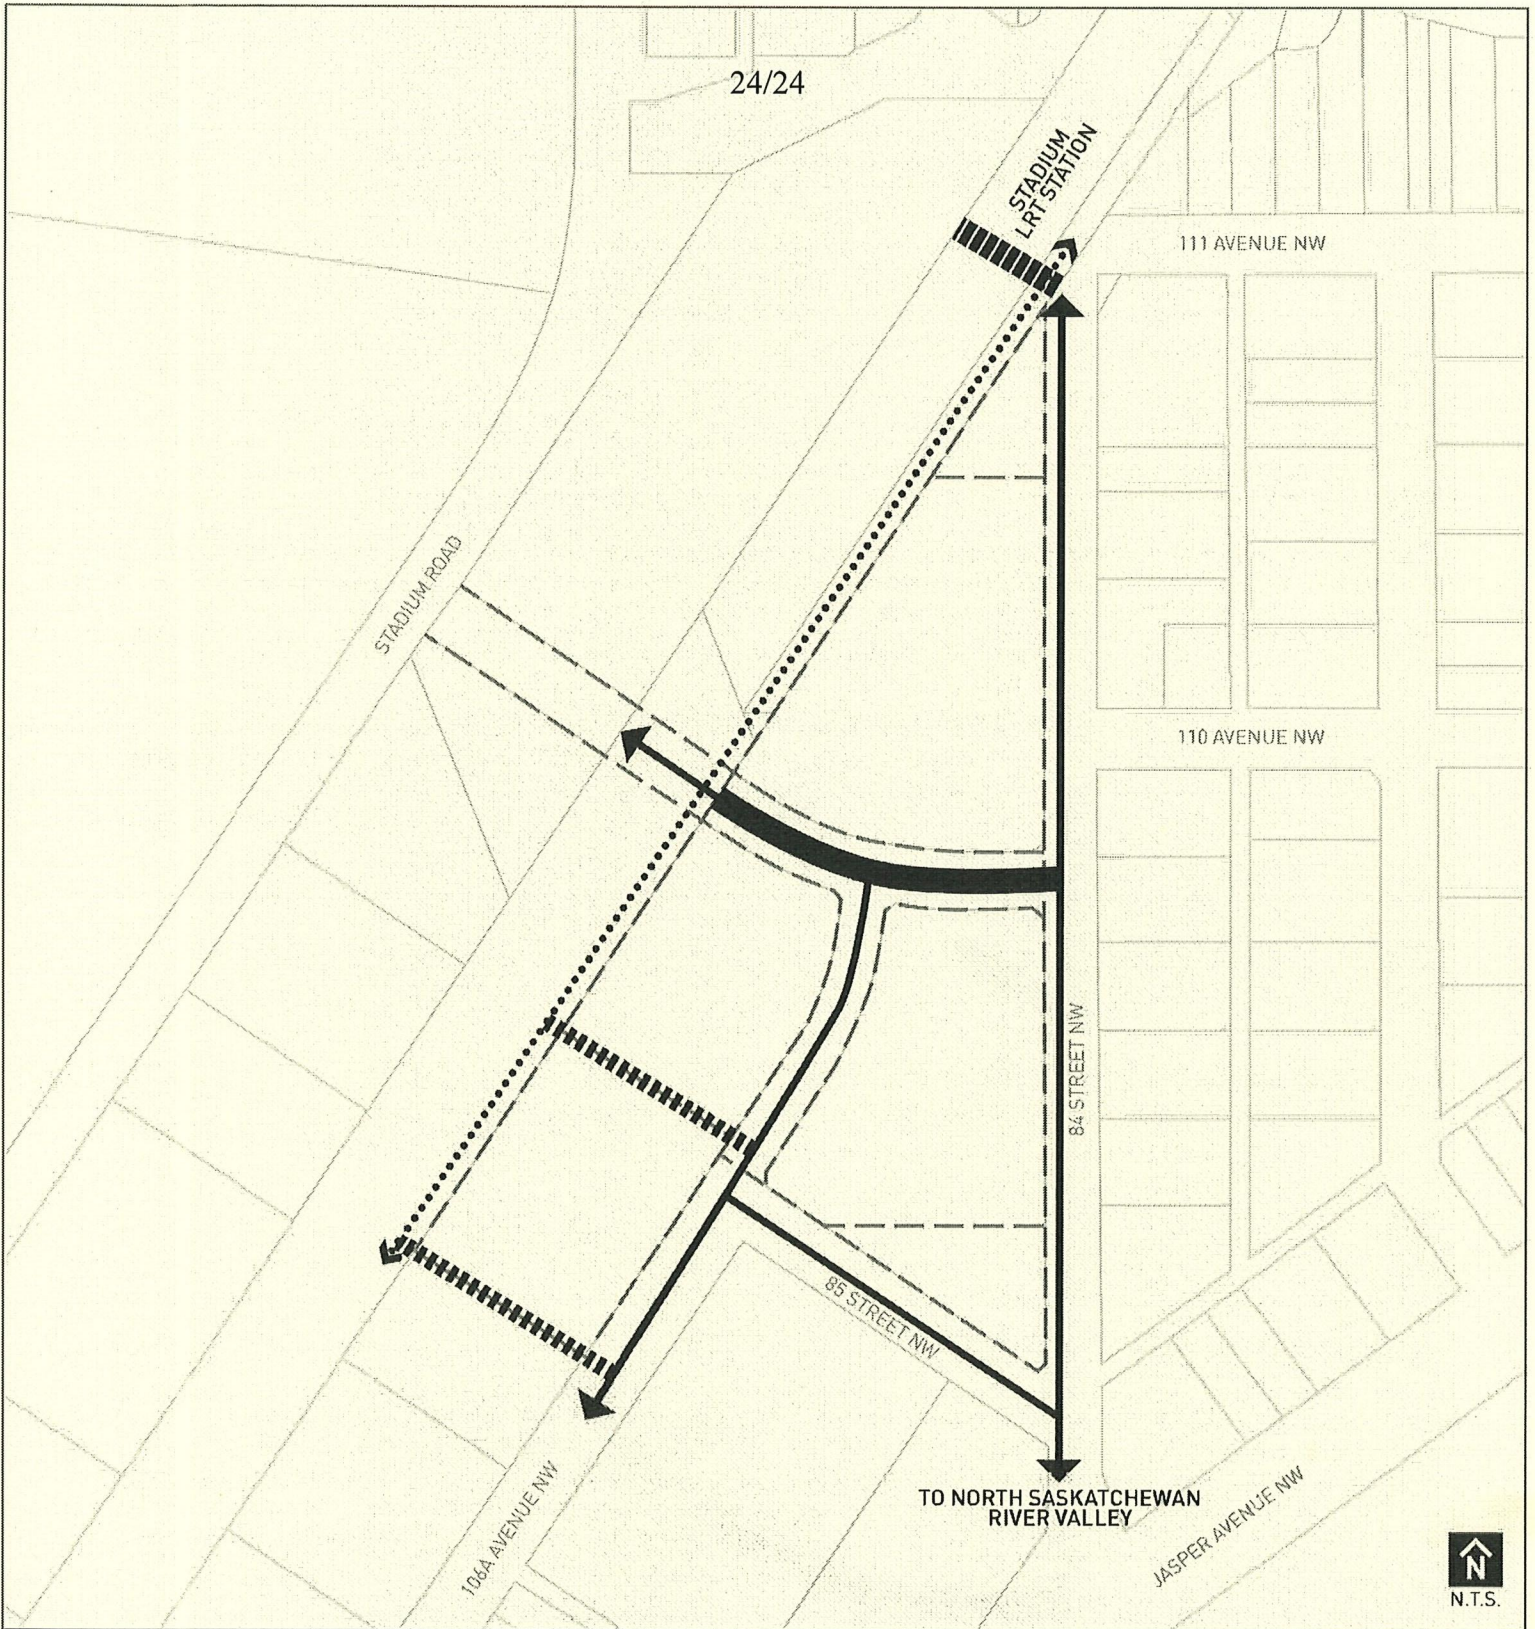 24/24
STADIUM
LRT STATION
111 AVENUE NW
STADIUM ROAD
110 AVENUE NW
84 STREET NW
85 STREET NW
TO NORTH SASKATCHEWAN
RIVER VALLEY
106A AVENUE NW
JASPER AVENUE NW
N
N.T.S.